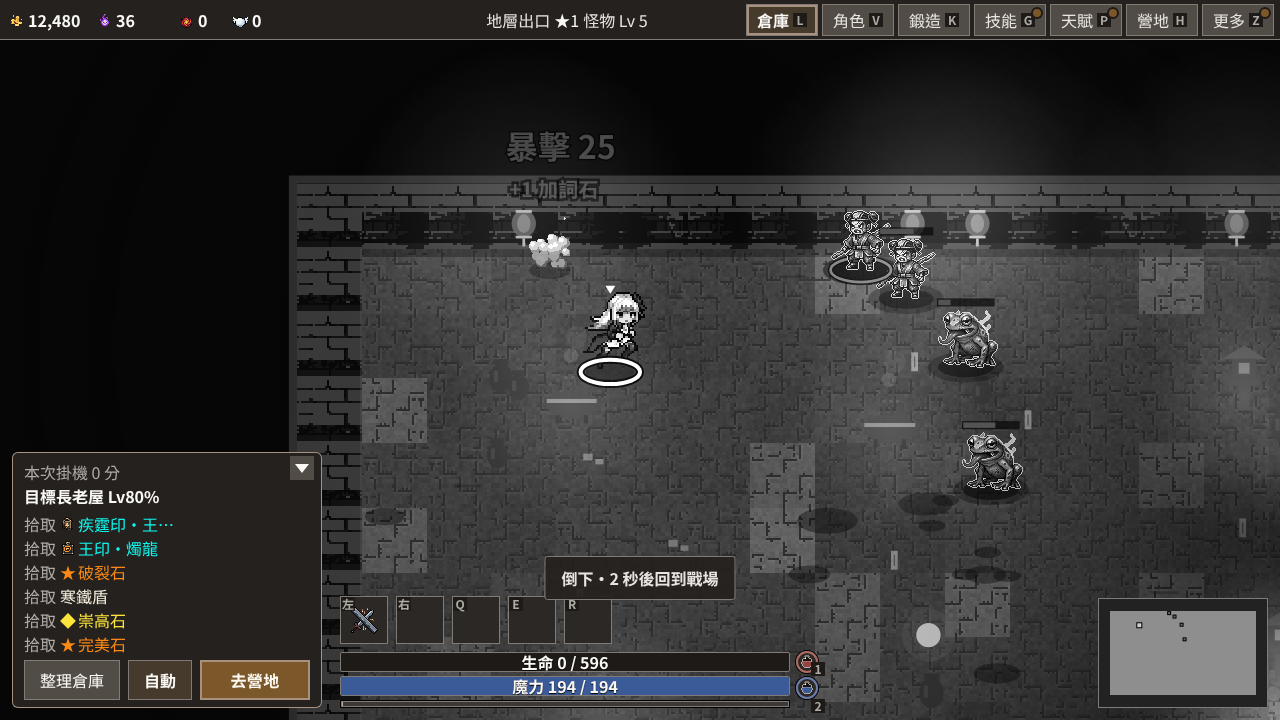 12,480 36 0 0
地層出口 ★1 怪物 Lv 5
倉庫 L 角色 V 鍛造 K 技能 G 天賦 P 營地 H 更多 Z
暴擊 25
+1 加詞石
本次掛機 0 分
目標長老屋 Lv80%
拾取 疾霆印・王…
拾取 王印・燭龍
拾取 ★破裂石
拾取 寒鐵盾
拾取 ◆崇高石
拾取 ★完美石
整理倉庫 自動 去營地
倒下・2 秒後回到戰場
左 右 Q E R
生命 0 / 596
1
魔力 194 / 194
2